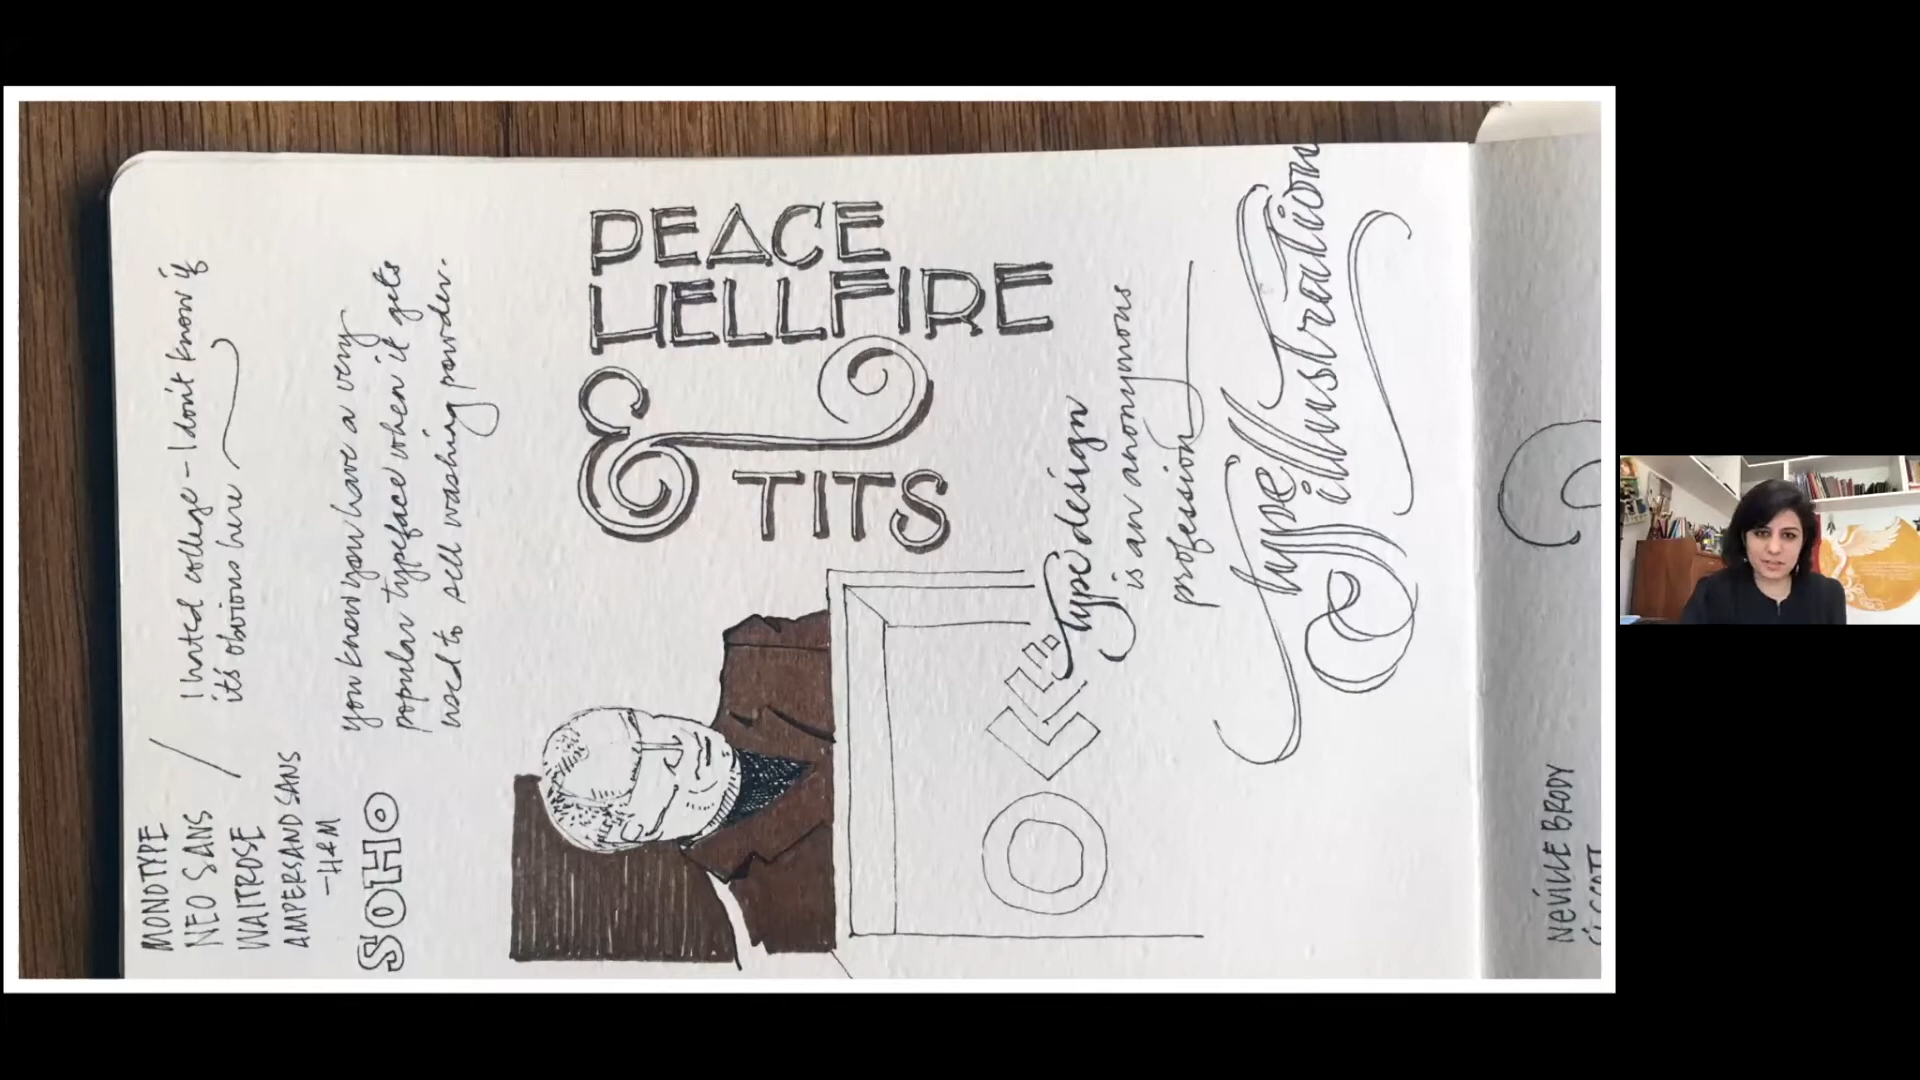 MONOTYPE
NEO SANS
WAITROSE
AMPERSAND SANS
-H&M
SOHO
I hated college - I don't know if
it's obvious here
you know you have a very
popular typeface when it gets
used to sell washing powder.
PEACE
HELLFIRE
& TITS
type design
is an anonymous
profession
type
illustration
NEVILLE BRODY